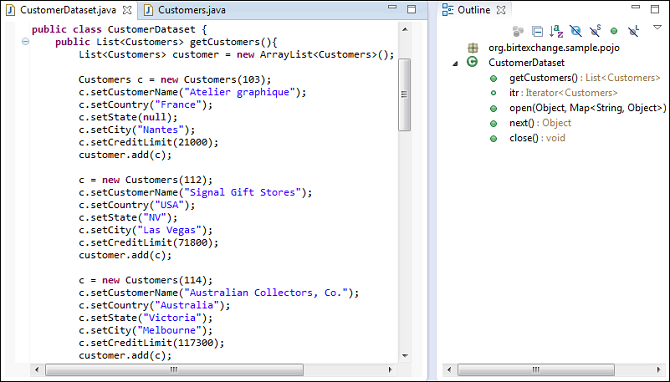 CustomerDataset.java
Customers.java
public class CustomerDataset {
public List<Customers> getCustomers(){
List<Customers> customer = new ArrayList<Customers>();
Customers c = new Customers(103);
c.setCustomerName("Atelier graphique");
c.setCountry("France");
c.setState(null);
c.setCity("Nantes");
c.setCreditLimit(21000);
customer.add(c);
c = new Customers(112);
c.setCustomerName("Signal Gift Stores");
c.setCountry("USA");
c.setState("NV");
c.setCity("Las Vegas");
c.setCreditLimit(71800);
customer.add(c);
c = new Customers(114);
c.setCustomerName("Australian Collectors, Co.");
c.setCountry("Australia");
c.setState("Victoria");
c.setCity("Melbourne");
c.setCreditLimit(117300);
customer.add(c);
Outline
org.birtexchange.sample.pojo
CustomerDataset
getCustomers() : List<Customers>
itr : Iterator<Customers>
open(Object, Map<String, Object>)
next() : Object
close() : void